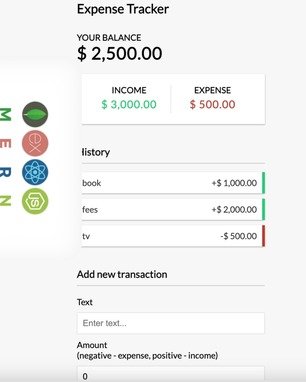 Expense Tracker
YOUR BALANCE
$ 2,500.00
INCOME EXPENSE
$ 3,000.00 $ 500.00
History
book +$ 1,000.00
fees +$ 2,000.00
tv -$ 500.00
Add new transaction
Text
Enter text...
Amount
(negative - expense, positive - income)
0
M
E
R
N